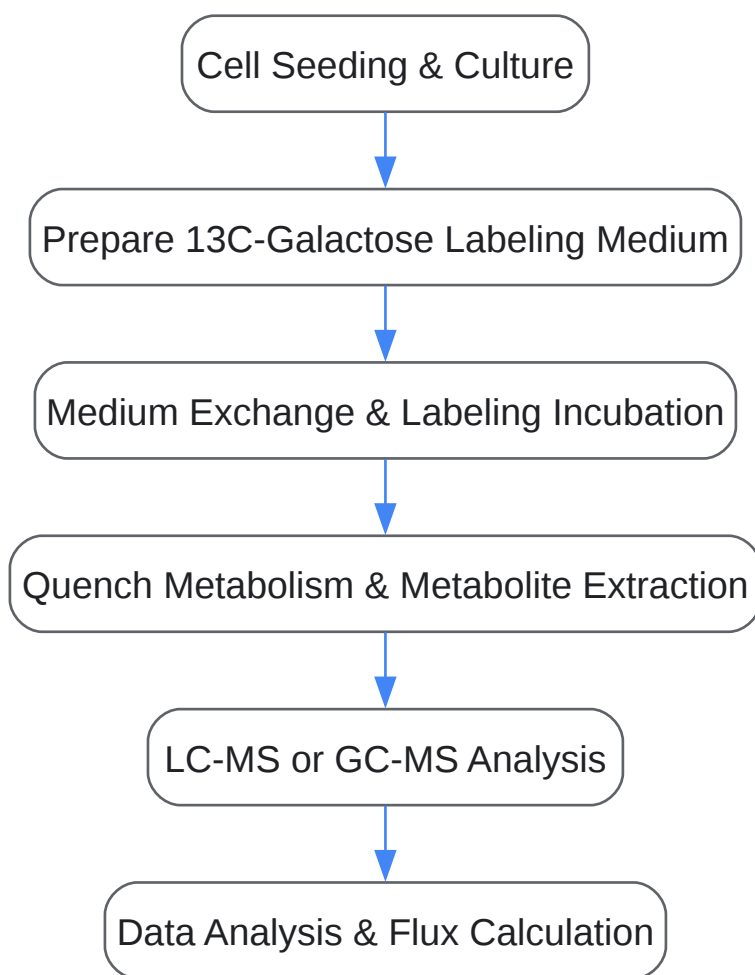 Cell Seeding & Culture
Prepare 13C-Galactose Labeling Medium
Medium Exchange & Labeling Incubation
Quench Metabolism & Metabolite Extraction
LC-MS or GC-MS Analysis
Data Analysis & Flux Calculation